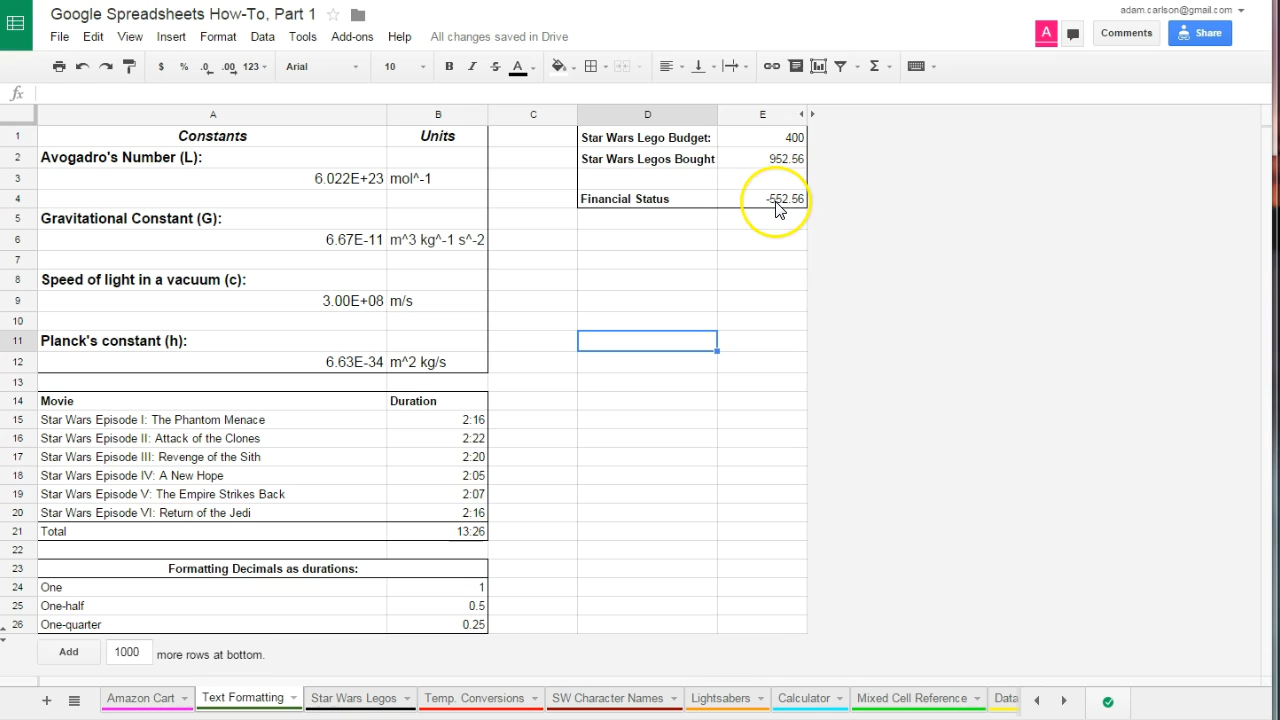 Google Spreadsheets How-To, Part 1
adam.carlson@gmail.com
File Edit View Insert Format Data Tools Add-ons Help All changes saved in Drive
A Comments Share
$ % .0 .00 123 Arial 10 B I S A Σ
fx
A B C D E
1 Constants Units Star Wars Lego Budget: 400
2 Avogadro's Number (L): Star Wars Legos Bought 952.56
3 6.022E+23 mol^-1
4 Financial Status -552.56
5 Gravitational Constant (G):
6 6.67E-11 m^3 kg^-1 s^-2
7
8 Speed of light in a vacuum (c):
9 3.00E+08 m/s
10
11 Planck's constant (h):
12 6.63E-34 m^2 kg/s
13
14 Movie Duration
15 Star Wars Episode I: The Phantom Menace 2:16
16 Star Wars Episode II: Attack of the Clones 2:22
17 Star Wars Episode III: Revenge of the Sith 2:20
18 Star Wars Episode IV: A New Hope 2:05
19 Star Wars Episode V: The Empire Strikes Back 2:07
20 Star Wars Episode VI: Return of the Jedi 2:16
21 Total 13:26
22
23 Formatting Decimals as durations:
24 One 1
25 One-half 0.5
26 One-quarter 0.25
Add 1000 more rows at bottom.
Amazon Cart Text Formatting Star Wars Legos Temp. Conversions SW Character Names Lightsabers Calculator Mixed Cell Reference Data